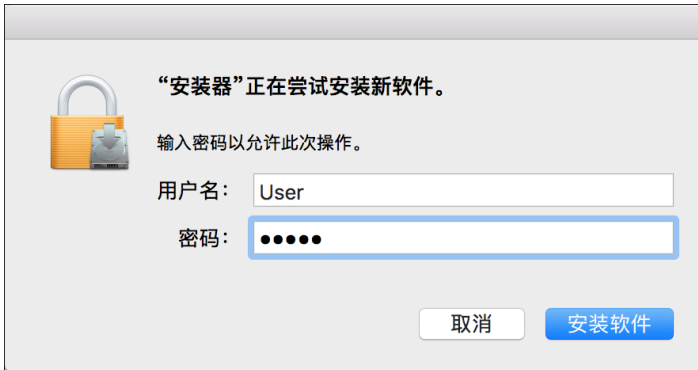 “安装器”正在尝试安装新软件。
输入密码以允许此次操作。
用户名： User
密码： •••••
取消 安装软件